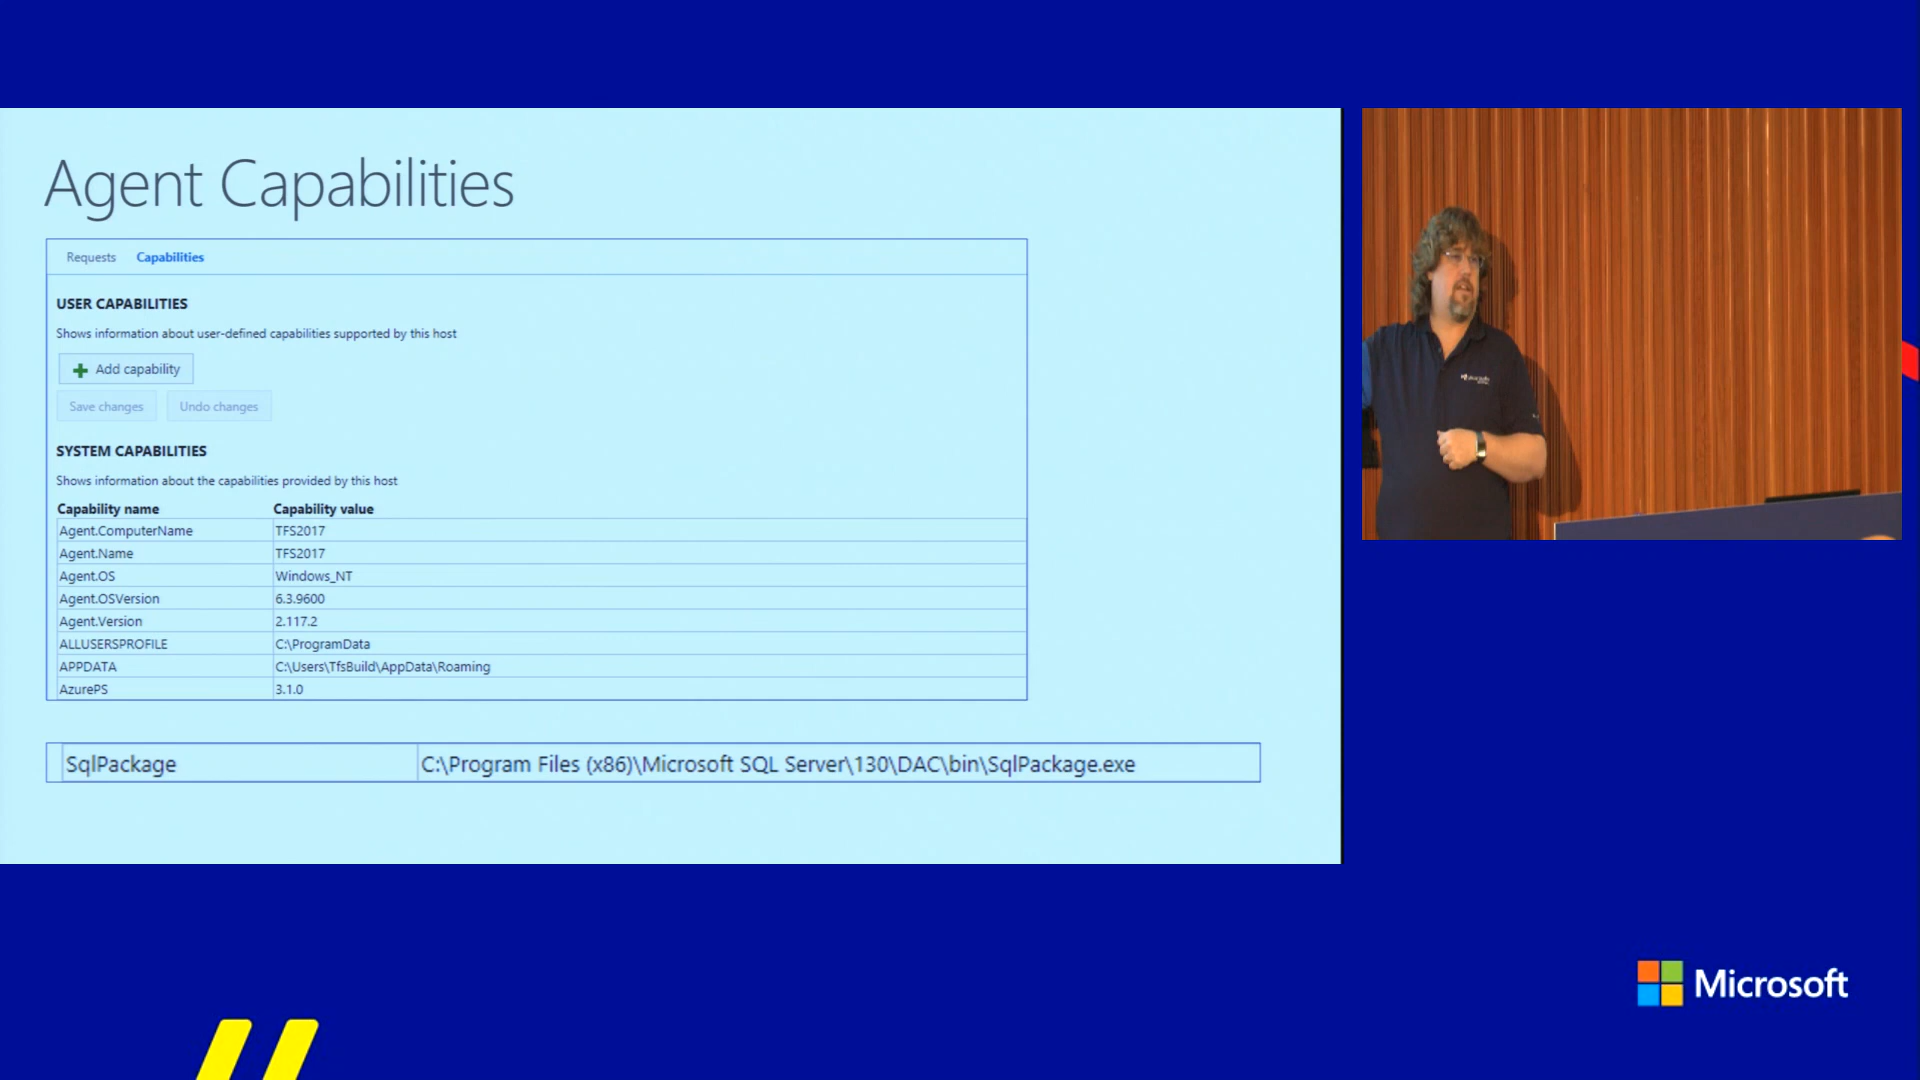 Agent Capabilities
Requests Capabilities
USER CAPABILITIES
Shows information about user-defined capabilities supported by this host
Add capability
Save changes Undo changes
SYSTEM CAPABILITIES
Shows information about the capabilities provided by this host
Capability name Capability value
Agent.ComputerName TFS2017
Agent.Name TFS2017
Agent.OS Windows_NT
Agent.OSVersion 6.3.9600
Agent.Version 2.117.2
ALLUSERSPROFILE C:\ProgramData
APPDATA C:\Users\TfsBuild\AppData\Roaming
AzurePS 3.1.0
SqlPackage C:\Program Files (x86)\Microsoft SQL Server\130\DAC\bin\SqlPackage.exe
Microsoft